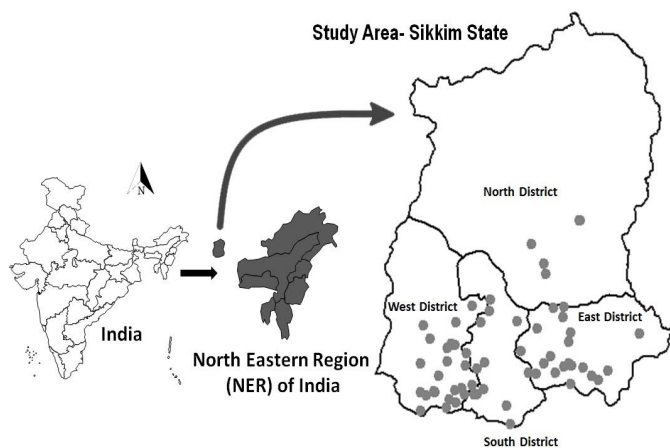 Study Area- Sikkim State
N
North District
West District
East District
India
North Eastern Region
(NER) of India
South District